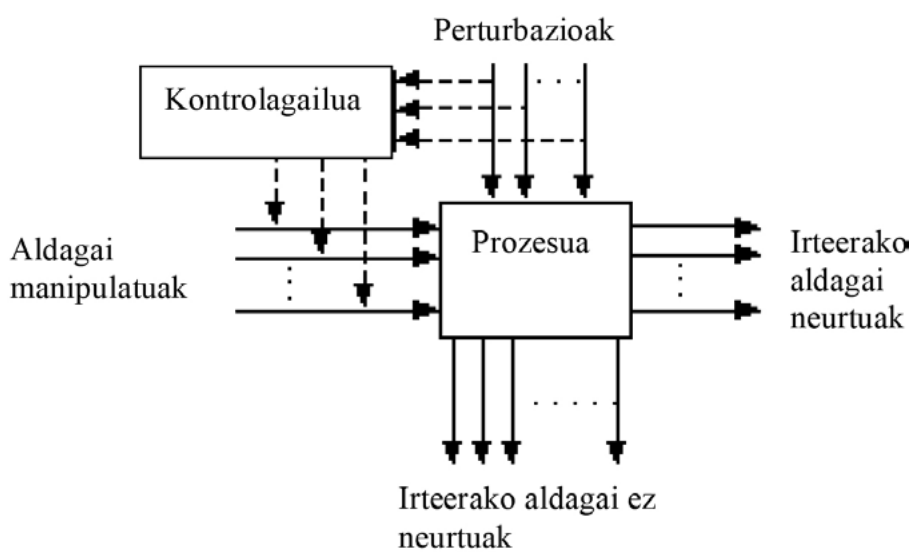 Perturbazioak
Kontrolagailua
Aldagai
manipulatuak
Prozesua
Irteerako
aldagai
neurtuak
Irteerako aldagai ez
neurtuak